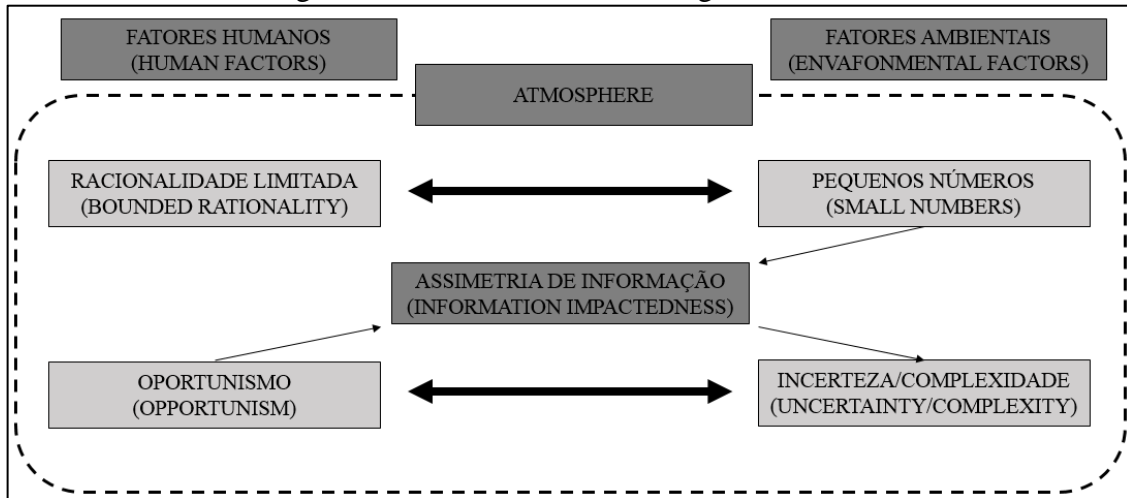 FATORES HUMANOS
(HUMAN FACTORS)
FATORES AMBIENTAIS
(ENVAFONMENTAL FACTORS)
ATMOSPHERE
RACIONALIDADE LIMITADA
(BOUNDED RATIONALITY)
PEQUENOS NÚMEROS
(SMALL NUMBERS)
ASSIMETRIA DE INFORMAÇÃO
(INFORMATION IMPACTEDNESS)
OPORTUNISMO
(OPPORTUNISM)
INCERTEZA/COMPLEXIDADE
(UNCERTAINTY/COMPLEXITY)